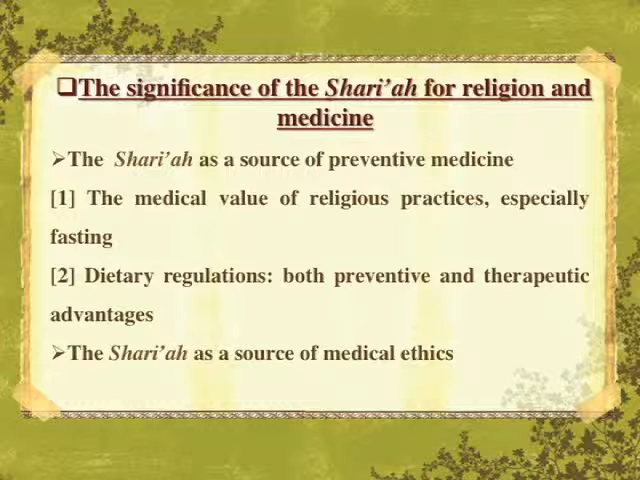 ❑The significance of the Shari’ah for religion and
medicine
➢The Shari’ah as a source of preventive medicine
[1] The medical value of religious practices, especially
fasting
[2] Dietary regulations: both preventive and therapeutic
advantages
➢The Shari’ah as a source of medical ethics